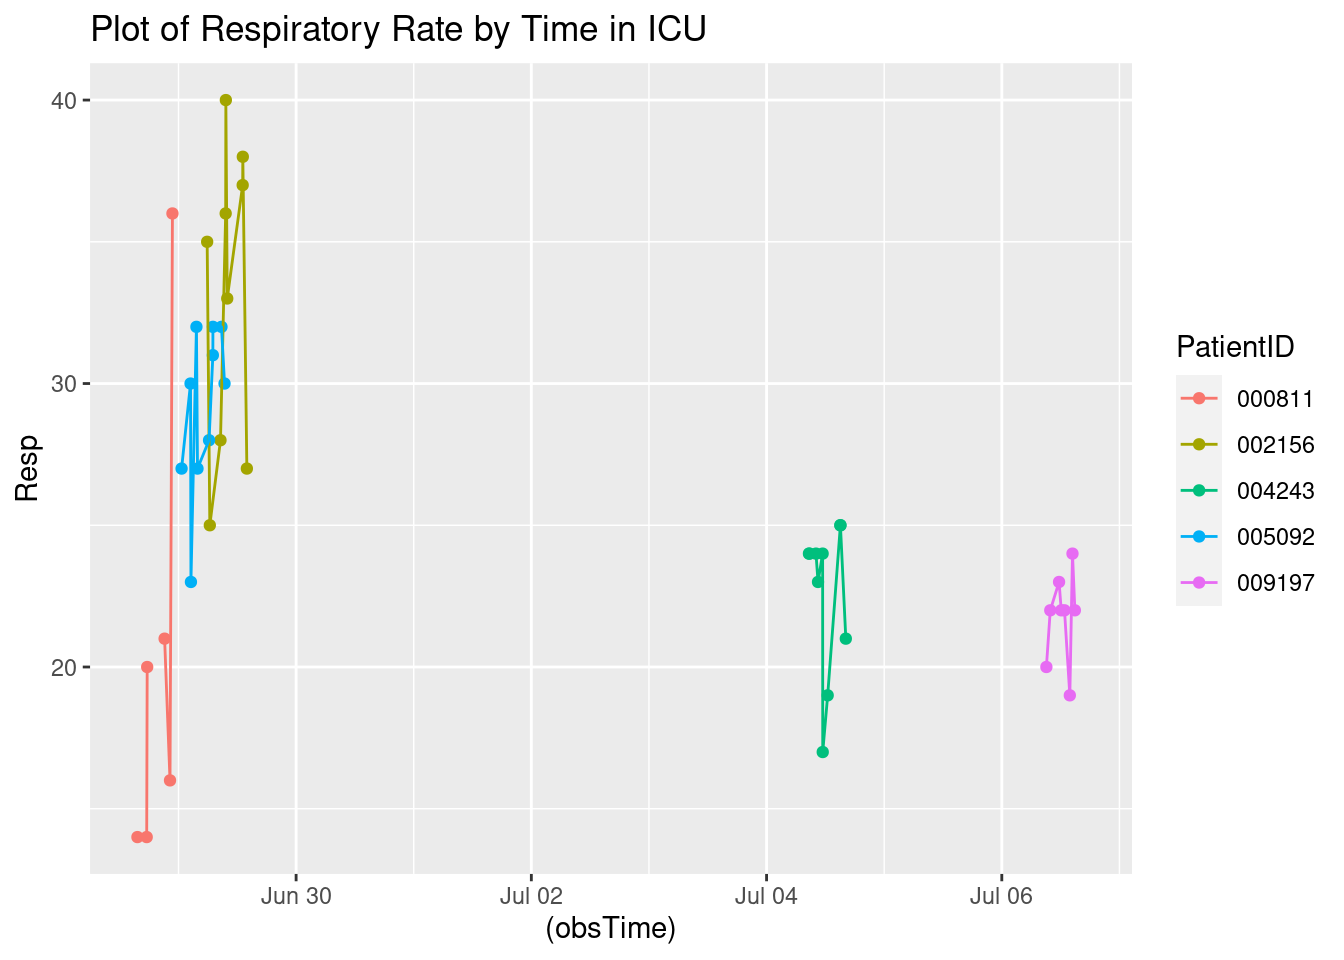 Plot of Respiratory Rate by Time in ICU
40
30
20
Resp
Jun 30
Jul 02
Jul 04
Jul 06
(obsTime)
PatientID
000811
002156
004243
005092
009197